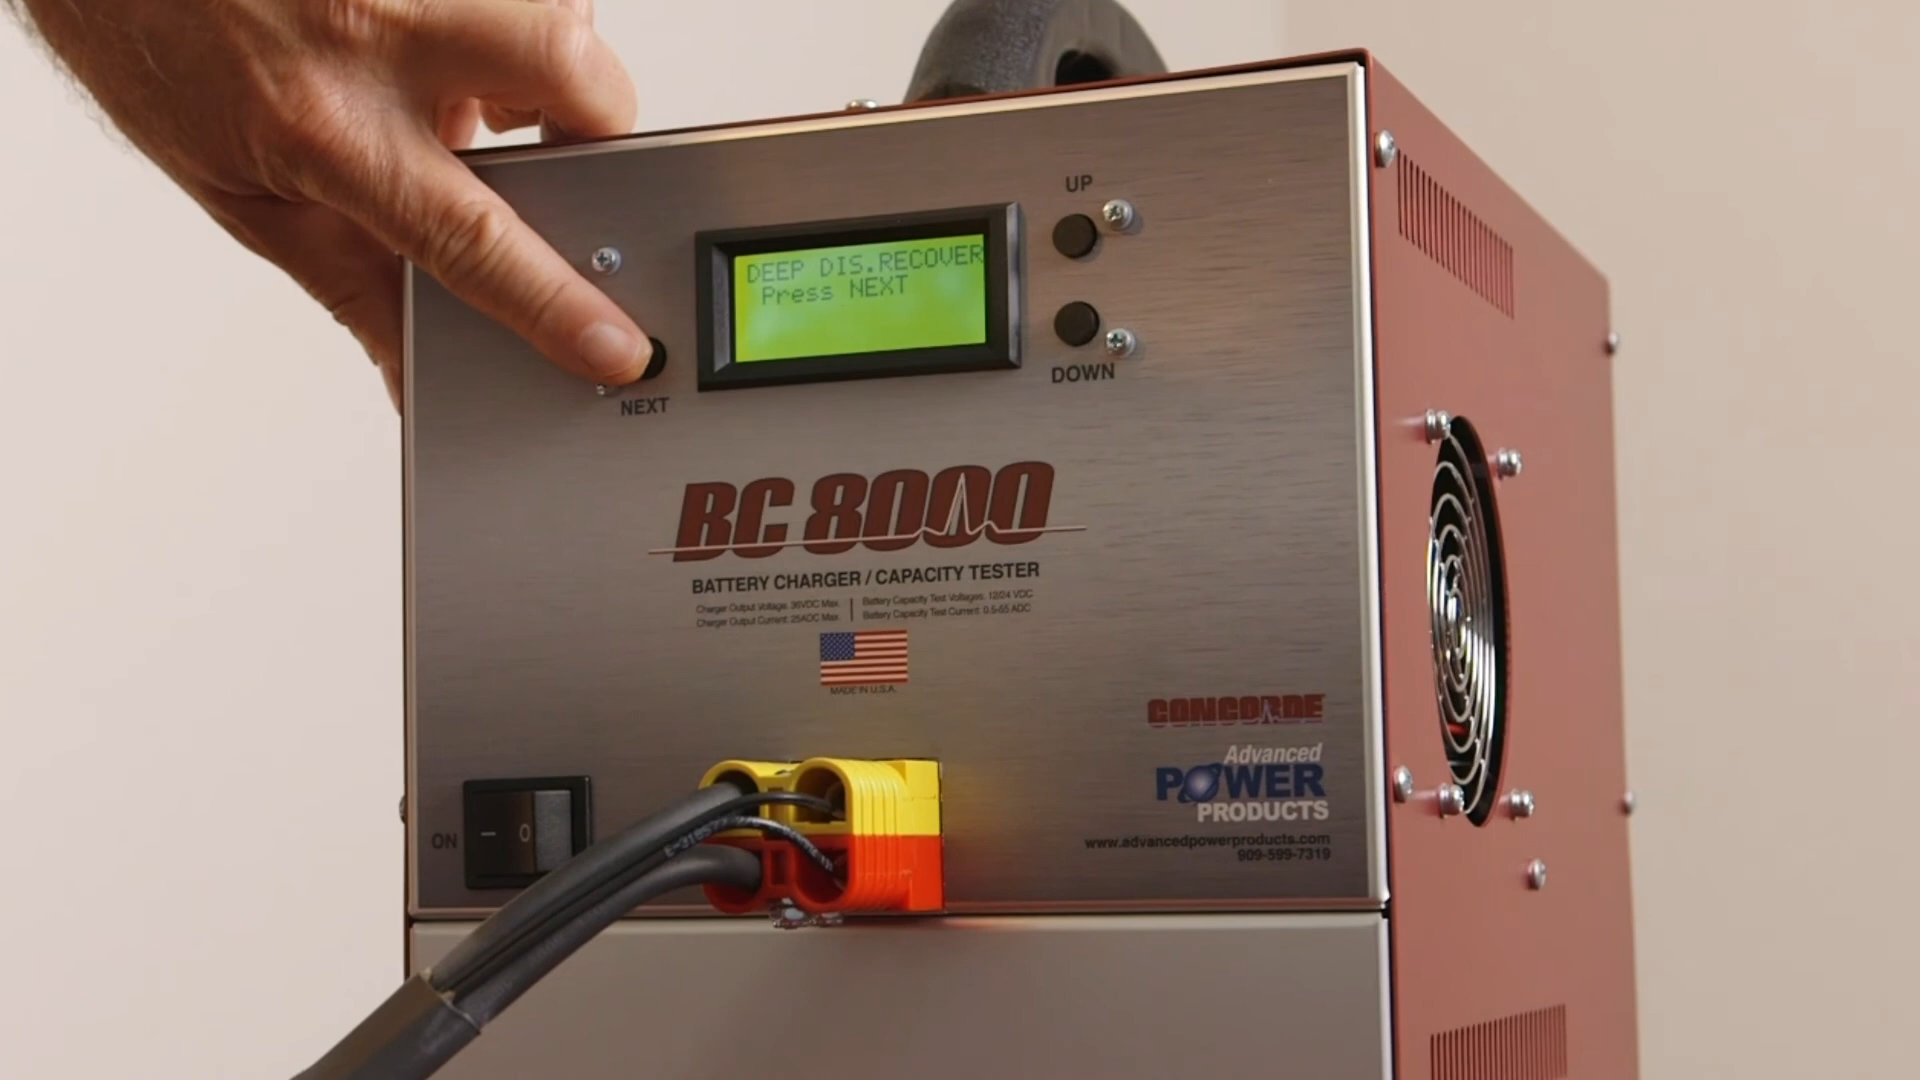 UP
DEEP DIS.RECOVER
Press NEXT
DOWN
NEXT
BC 8000
BATTERY CHARGER / CAPACITY TESTER
Charger Output Voltage: 36VDC Max.
Charger Output Current: 25ADC Max.
Battery Capacity Test Voltages: 12/24 VDC
Battery Capacity Test Current: 0.5-55 ADC
MADE IN U.S.A.
CONCORDE
Advanced
POWER
PRODUCTS
ON
www.advancedpowerproducts.com
909-599-7319